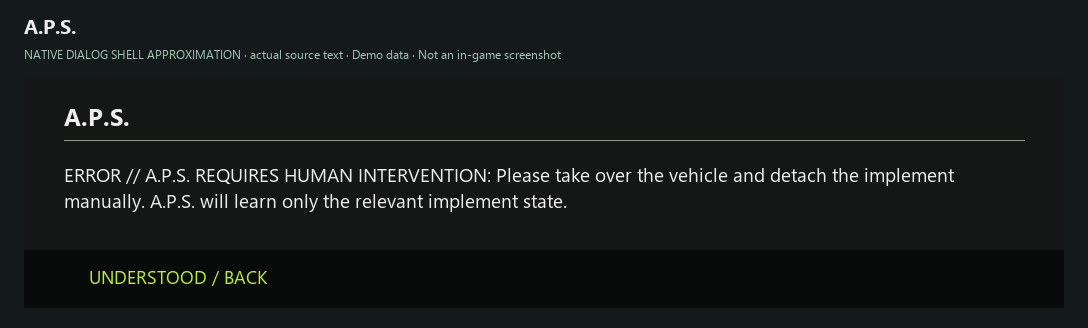 A.P.S.
NATIVE DIALOG SHELL APPROXIMATION · actual source text · Demo data · Not an in-game screenshot
A.P.S.
ERROR // A.P.S. REQUIRES HUMAN INTERVENTION: Please take over the vehicle and detach the implement
manually. A.P.S. will learn only the relevant implement state.
UNDERSTOOD / BACK